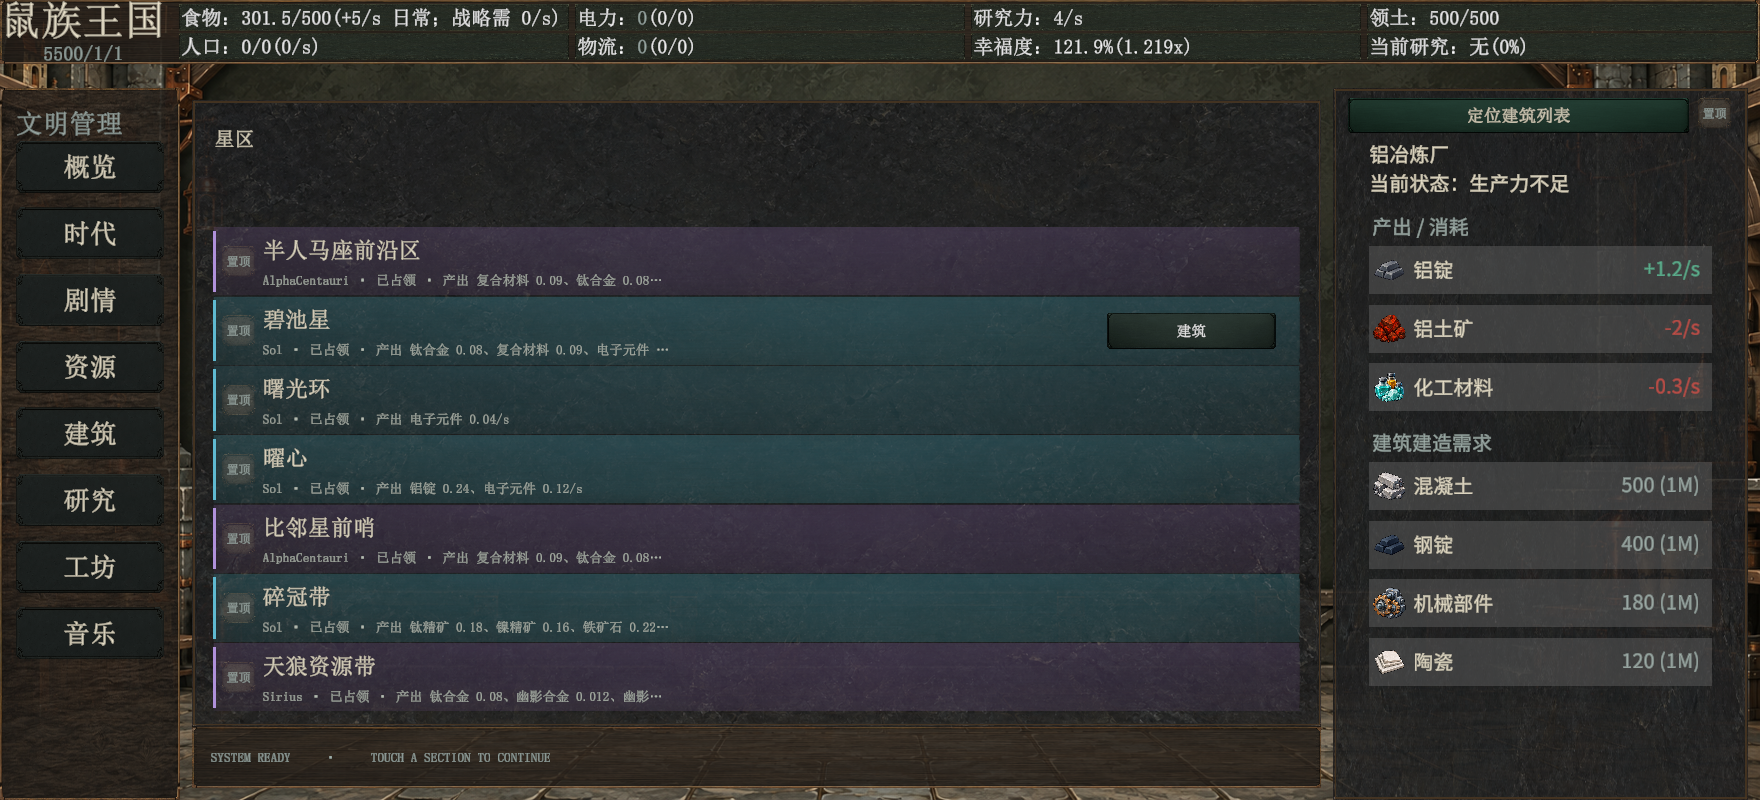 鼠族王国
5500/1/1
食物: 301.5/500(+5/s 日常; 战略需 0/s)
电力: 0(0/0)
研究力: 4/s
领土: 500/500
人口: 0/0(0/s)
物流: 0(0/0)
幸福度: 121.9%(1.219x)
当前研究: 无(0%)
文明管理
概览
时代
剧情
资源
建筑
研究
工坊
音乐
星区
置顶
半人马座前沿区
AlphaCentauri · 已占领 · 产出 复合材料 0.09、钛合金 0.08…
置顶
碧池星
Sol · 已占领 · 产出 钛合金 0.08、复合材料 0.09、电子元件 …
建筑
置顶
曙光环
Sol · 已占领 · 产出 电子元件 0.04/s
置顶
曜心
Sol · 已占领 · 产出 铝锭 0.24、电子元件 0.12/s
置顶
比邻星前哨
AlphaCentauri · 已占领 · 产出 复合材料 0.09、钛合金 0.08…
置顶
碎冠带
Sol · 已占领 · 产出 钛精矿 0.18、镍精矿 0.16、铁矿石 0.22…
置顶
天狼资源带
Sirius · 已占领 · 产出 钛合金 0.08、幽影合金 0.012、幽影…
SYSTEM READY · TOUCH A SECTION TO CONTINUE
定位建筑列表
置顶
铝冶炼厂
当前状态: 生产力不足
产出 / 消耗
铝锭 +1.2/s
铝土矿 -2/s
化工材料 -0.3/s
建筑建造需求
混凝土 500 (1M)
钢锭 400 (1M)
机械部件 180 (1M)
陶瓷 120 (1M)